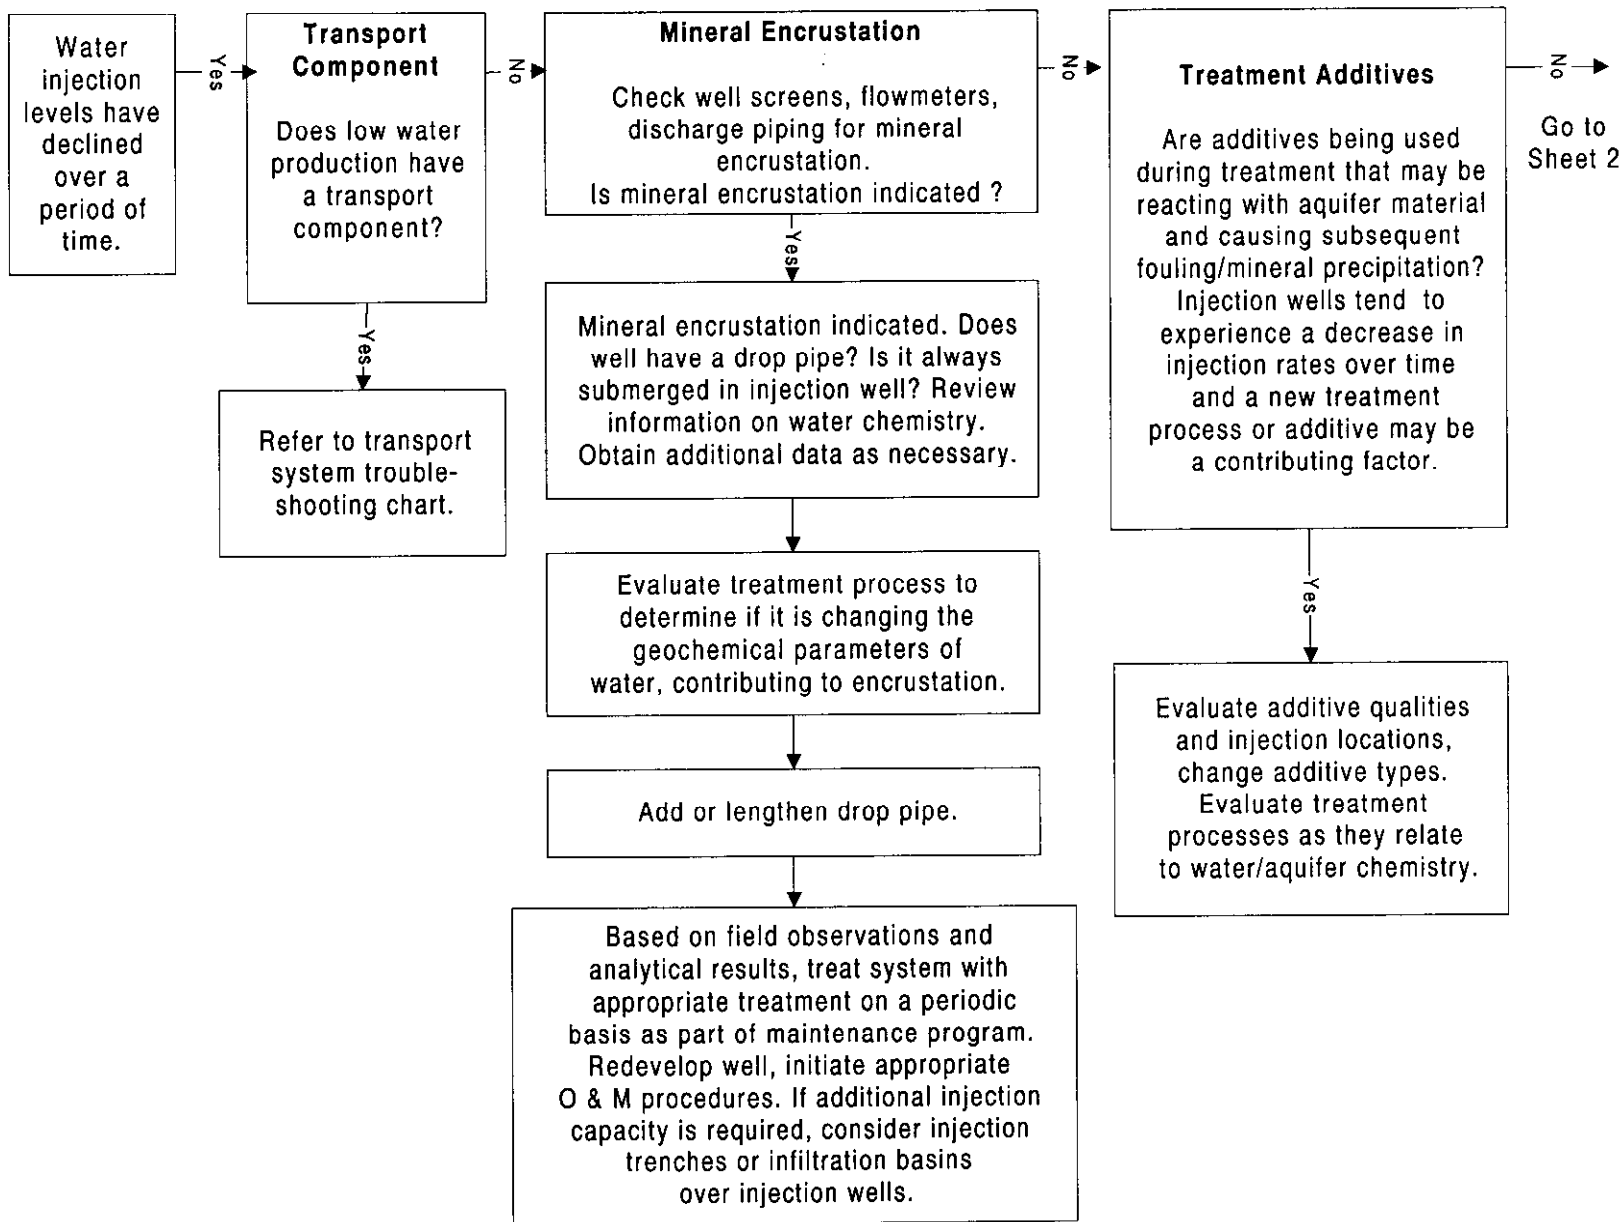 Water
injection
levels have
declined
over a
period of
time.
Yes
Transport
Component
Does low water
production have
a transport
component?
Yes
Refer to transport
system trouble-
shooting chart.
No
Mineral Encrustation
Check well screens, flowmeters,
discharge piping for mineral
encrustation.
Is mineral encrustation indicated ?
Yes
Mineral encrustation indicated. Does
well have a drop pipe? Is it always
submerged in injection well? Review
information on water chemistry.
Obtain additional data as necessary.
Evaluate treatment process to
determine if it is changing the
geochemical parameters of
water, contributing to encrustation.
Add or lengthen drop pipe.
Based on field observations and
analytical results, treat system with
appropriate treatment on a periodic
basis as part of maintenance program.
Redevelop well, initiate appropriate
O & M procedures. If additional injection
capacity is required, consider injection
trenches or infiltration basins
over injection wells.
No
Treatment Additives
Are additives being used
during treatment that may be
reacting with aquifer material
and causing subsequent
fouling/mineral precipitation?
Injection wells tend to
experience a decrease in
injection rates over time
and a new treatment
process or additive may be
a contributing factor.
Yes
Evaluate additive qualities
and injection locations,
change additive types.
Evaluate treatment
processes as they relate
to water/aquifer chemistry.
No
Go to
Sheet 2